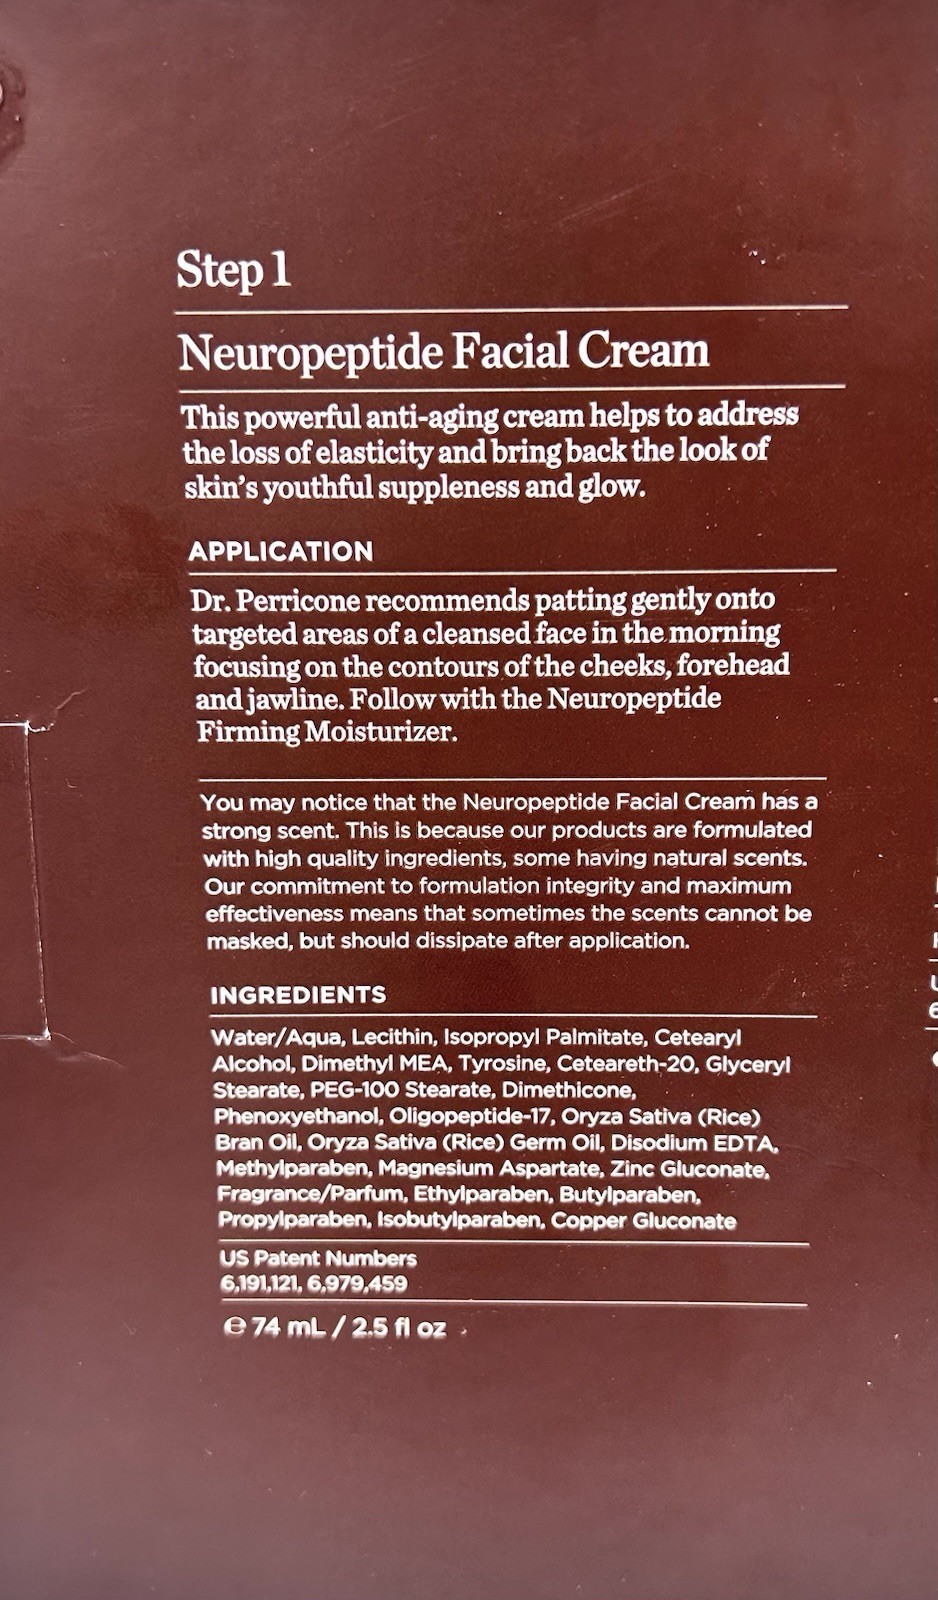 Step 1
Neuropeptide Facial Cream
This powerful anti-aging cream helps to address
the loss of elasticity and bring back the look of
skin's youthful suppleness and glow.
APPLICATION
Dr. Perricone recommends patting gently onto
targeted areas of a cleansed face in the morning
focusing on the contours of the cheeks, forehead
and jawline. Follow with the Neuropeptide
Firming Moisturizer.
You may notice that the Neuropeptide Facial Cream has a
strong scent. This is because our products are formulated
with high quality ingredients, some having natural scents.
Our commitment to formulation integrity and maximum
effectiveness means that sometimes the scents cannot be
masked, but should dissipate after application.
INGREDIENTS
Water/Aqua, Lecithin, Isopropyl Palmitate, Cetearyl
Alcohol, Dimethyl MEA, Tyrosine, Ceteareth-20, Glyceryl
Stearate, PEG-100 Stearate, Dimethicone,
Phenoxyethanol, Oligopeptide-17, Oryza Sativa (Rice)
Bran Oil, Oryza Sativa (Rice) Germ Oil, Disodium EDTA,
Methylparaben, Magnesium Aspartate, Zinc Gluconate,
Fragrance/Parfum, Ethylparaben, Butylparaben,
Propylparaben, Isobutylparaben, Copper Gluconate
US Patent Numbers
6,191,121, 6,979,459
℮ 74 mL / 2.5 fl oz